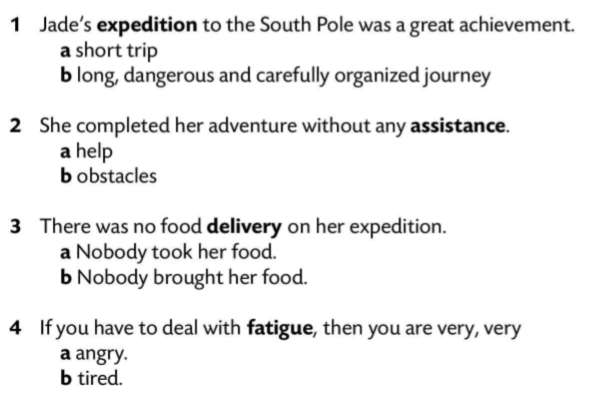 1 Jade's expedition to the South Pole was a great achievement.
a short trip
b long, dangerous and carefully organized journey
2 She completed her adventure without any assistance.
a help
b obstacles
3 There was no food delivery on her expedition.
a Nobody took her food.
b Nobody brought her food.
4 If you have to deal with fatigue, then you are very, very
a angry.
b tired.